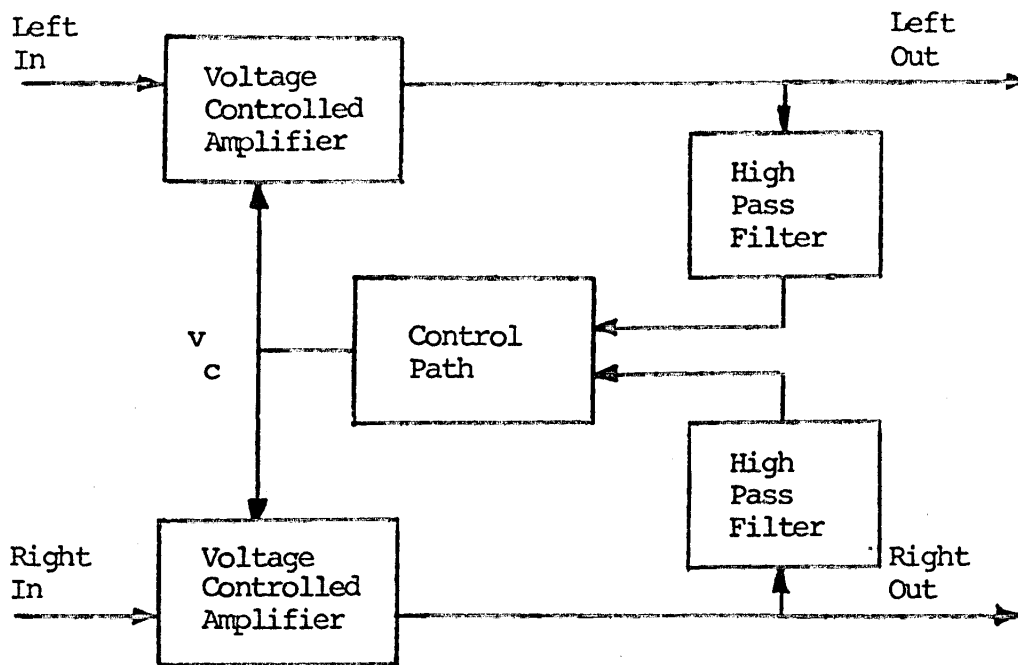 Left
In
Voltage
Controlled
Amplifier
Left
Out
High
Pass
Filter
v
c
Control
Path
High
Pass
Filter
Right
In
Voltage
Controlled
Amplifier
Right
Out